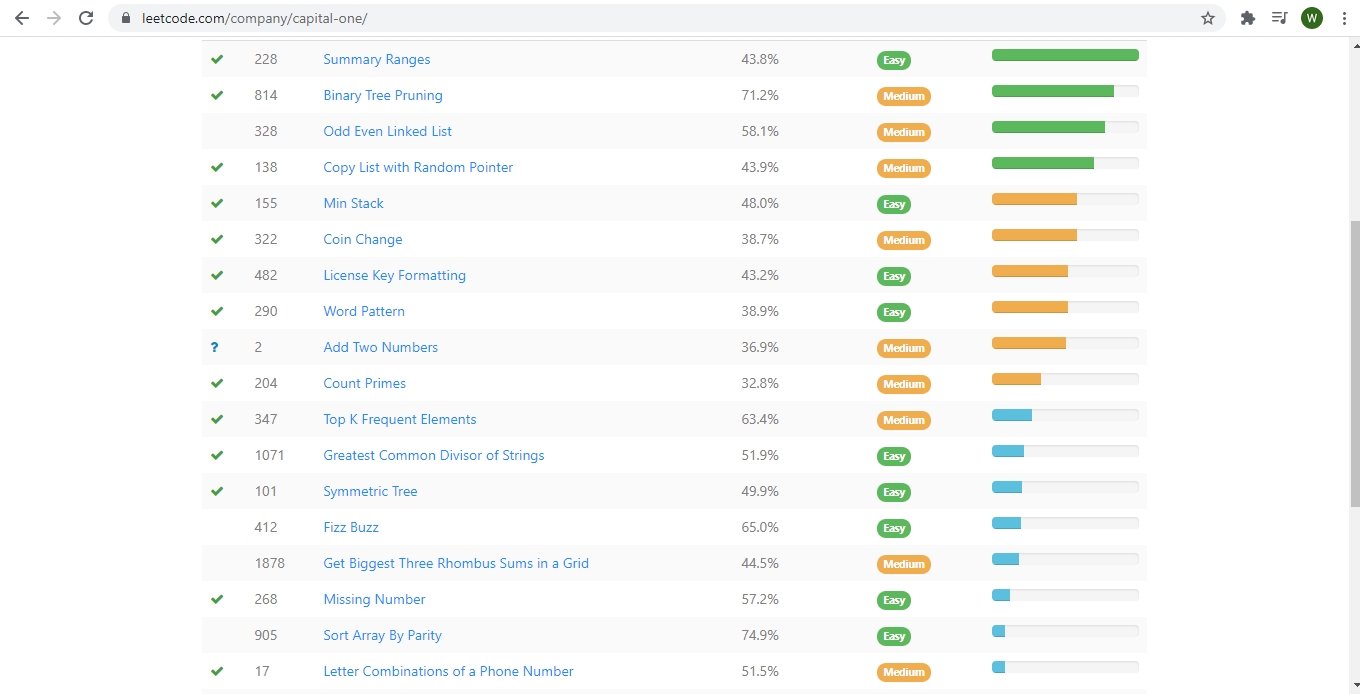 leetcode.com/company/capital-one/
W
228 Summary Ranges 43.8% Easy
814 Binary Tree Pruning 71.2% Medium
328 Odd Even Linked List 58.1% Medium
138 Copy List with Random Pointer 43.9% Medium
155 Min Stack 48.0% Easy
322 Coin Change 38.7% Medium
482 License Key Formatting 43.2% Easy
290 Word Pattern 38.9% Easy
? 2 Add Two Numbers 36.9% Medium
204 Count Primes 32.8% Medium
347 Top K Frequent Elements 63.4% Medium
1071 Greatest Common Divisor of Strings 51.9% Easy
101 Symmetric Tree 49.9% Easy
412 Fizz Buzz 65.0% Easy
1878 Get Biggest Three Rhombus Sums in a Grid 44.5% Medium
268 Missing Number 57.2% Easy
905 Sort Array By Parity 74.9% Easy
17 Letter Combinations of a Phone Number 51.5% Medium